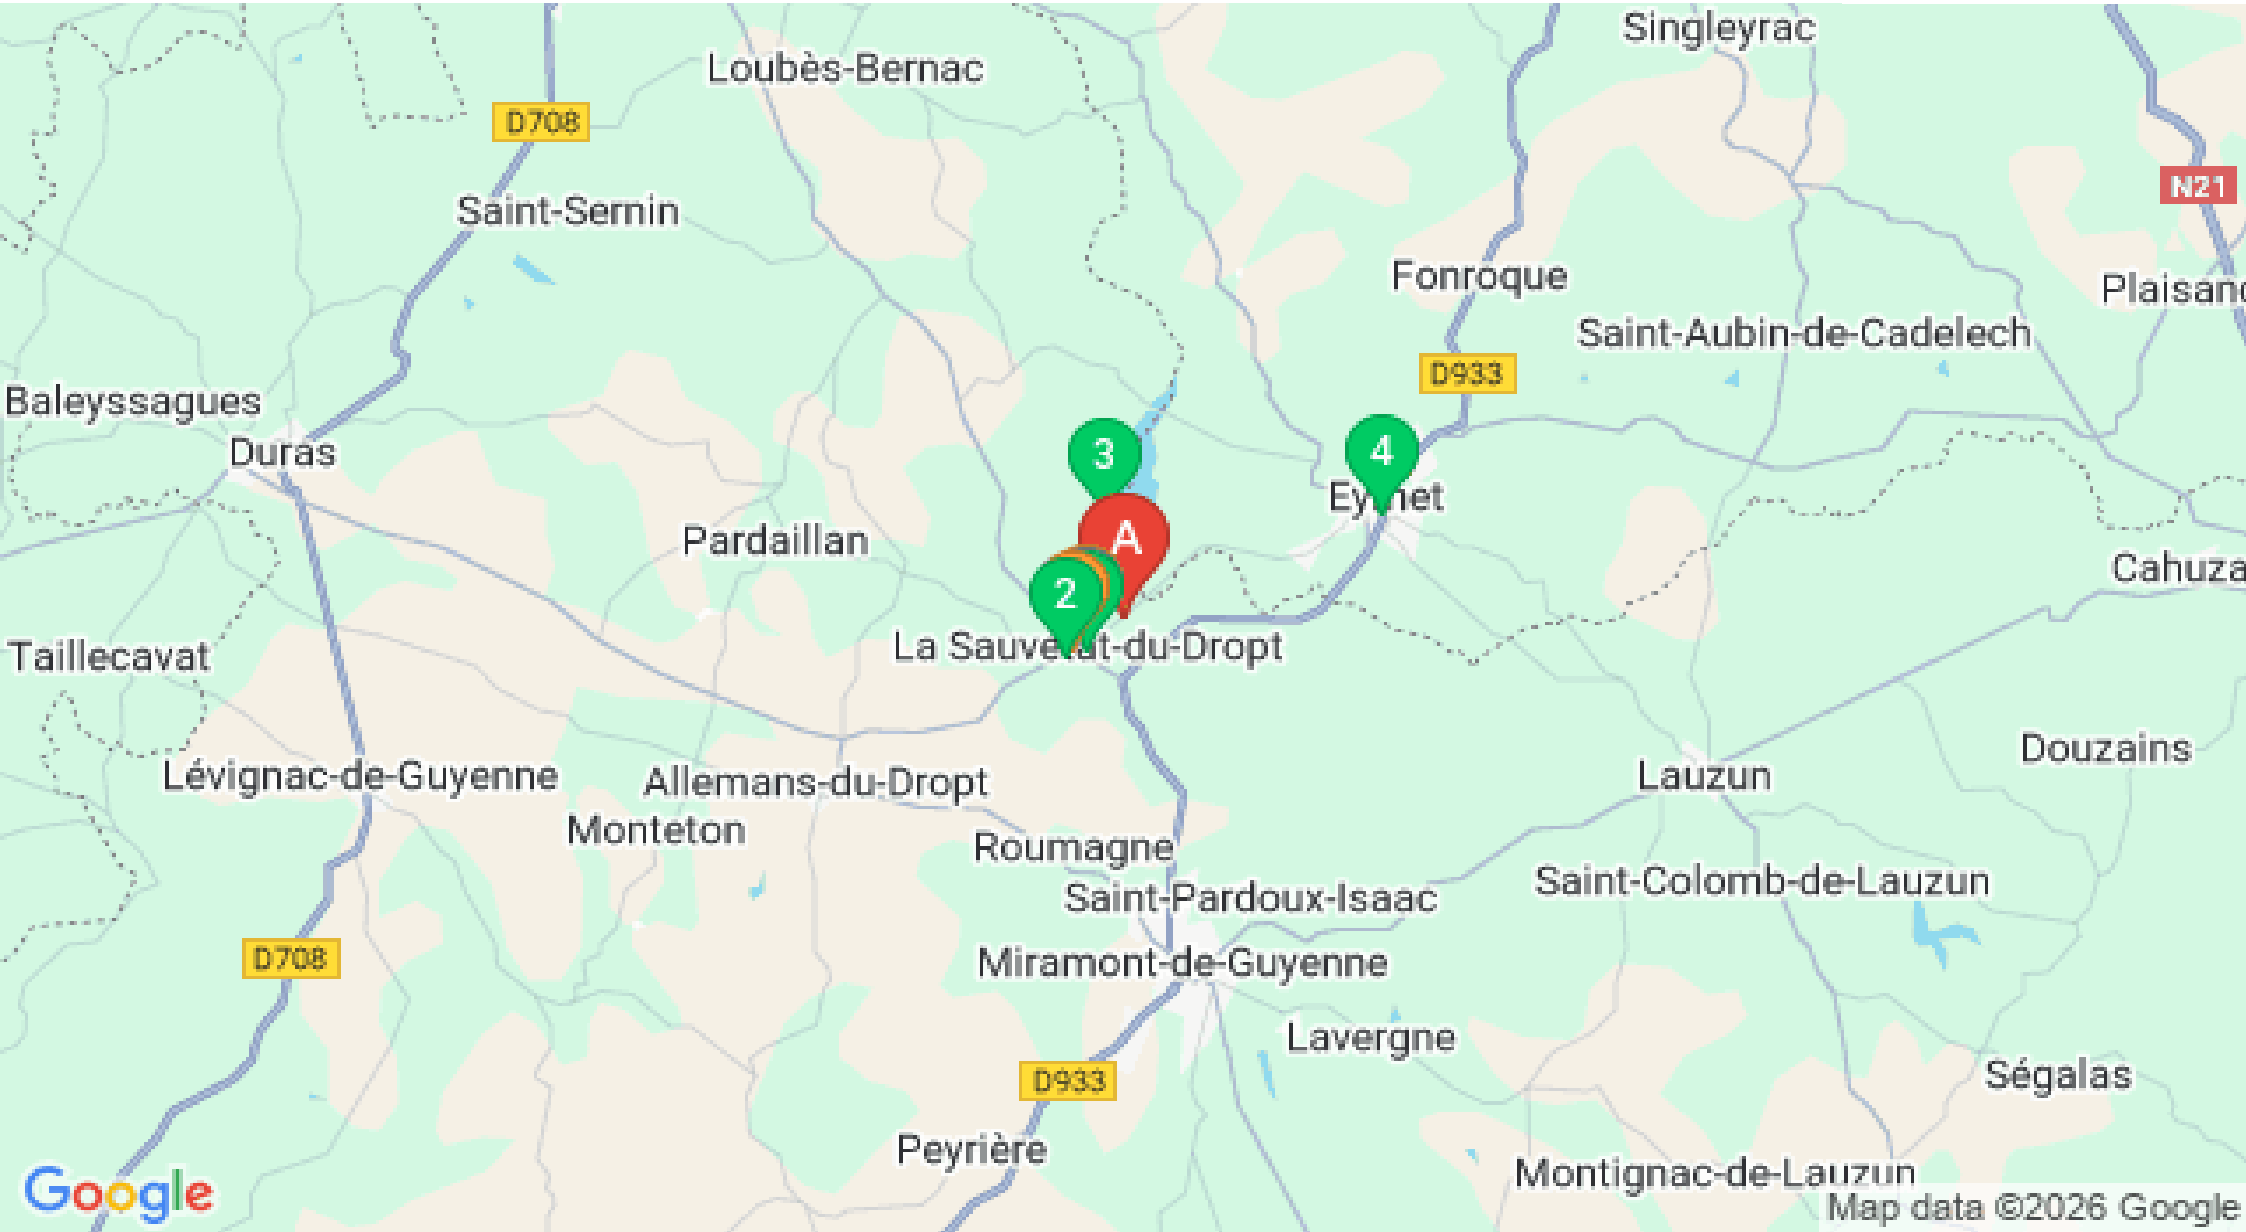 Singleyrac
Loubès-Bernac
D708
N21
Saint-Sernin
Fonroque
Plaisanc
Saint-Aubin-de-Cadelech
D933
Baleyssagues
Duras
3
4
Pardaillan
A
2
Cahuza
La Sauvetat-du-Dropt
Taillecavat
Douzains
Lévignac-de-Guyenne
Allemans-du-Dropt
Lauzun
Monteton
Roumagne
Saint-Pardoux-Isaac
Saint-Colomb-de-Lauzun
D708
Miramont-de-Guyenne
Lavergne
D933
Ségalas
Peyrière
Montignac-de-Lauzun
Google
Map data ©2026 Google